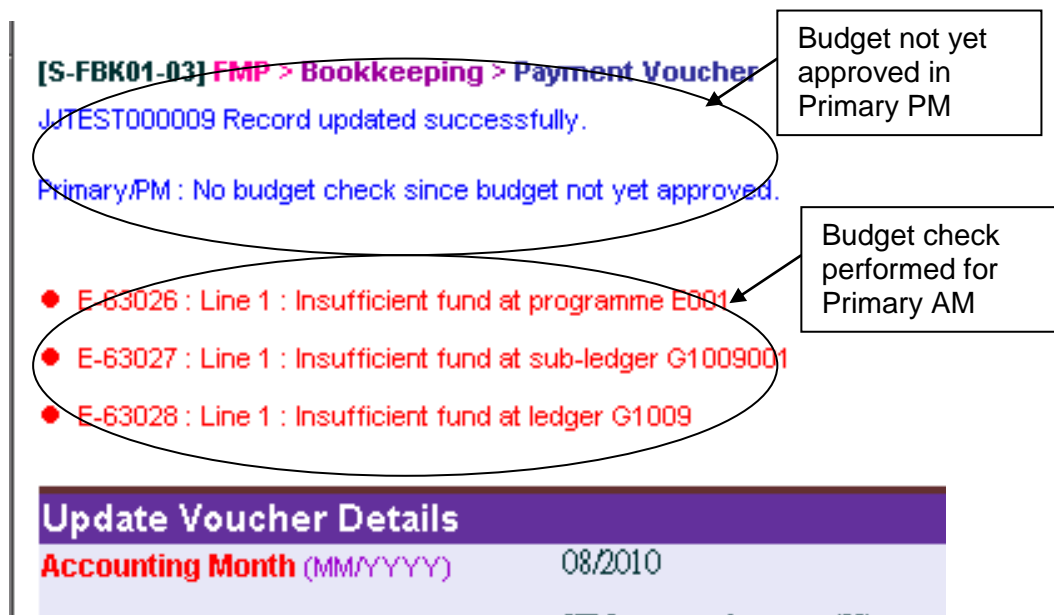 Budget not yet
approved in
Primary PM
[S-FBK01-03] FMP > Bookkeeping > Payment Voucher
JJTEST000009 Record updated successfully.
Primary/PM : No budget check since budget not yet approved.
Budget check
performed for
Primary AM
E-63026 : Line 1 : Insufficient fund at programme E001
E-63027 : Line 1 : Insufficient fund at sub-ledger G1009001
E-63028 : Line 1 : Insufficient fund at ledger G1009
Update Voucher Details
Accounting Month (MM/YYYY) 08/2010